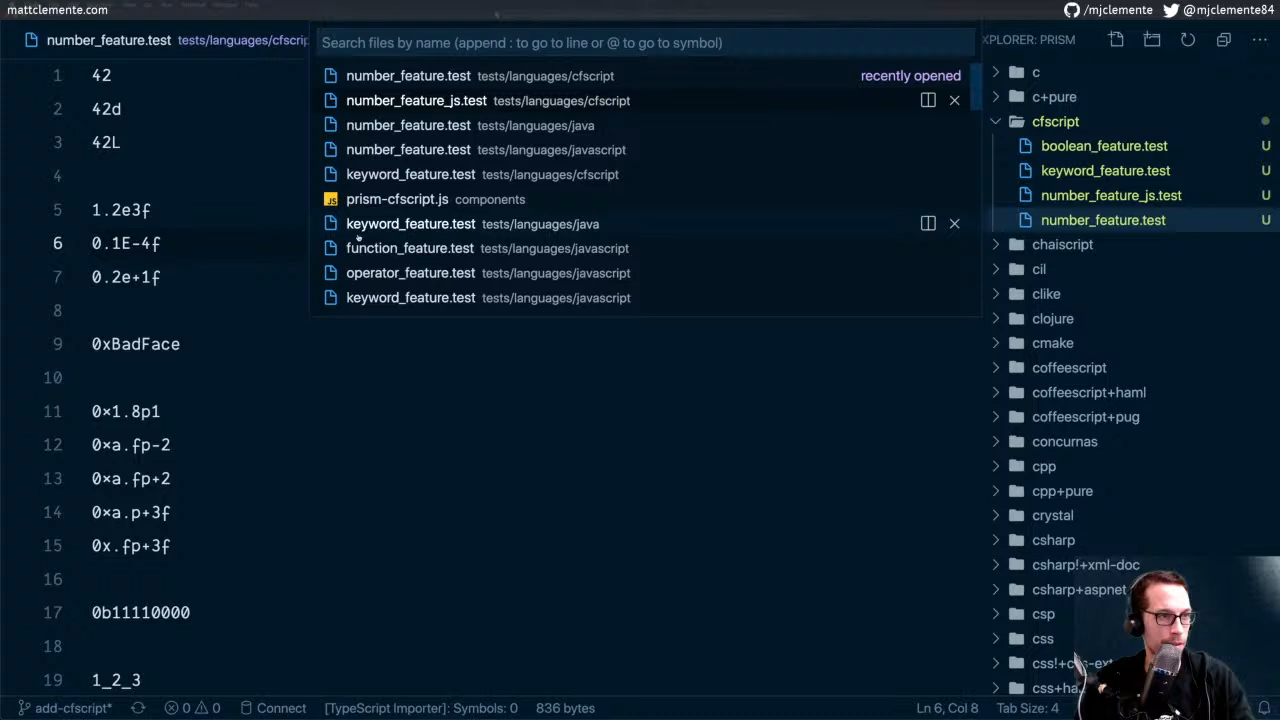 mattclemente.com
/mjclemente @mjclemente84
number_feature.test tests/languages/cfscrip
Search files by name (append : to go to line or @ to go to symbol)
XPLORER: PRISM
number_feature.test tests/languages/cfscript recently opened
number_feature_js.test tests/languages/cfscript
number_feature.test tests/languages/java
number_feature.test tests/languages/javascript
keyword_feature.test tests/languages/cfscript
JS prism-cfscript.js components
keyword_feature.test tests/languages/java
function_feature.test tests/languages/javascript
operator_feature.test tests/languages/javascript
keyword_feature.test tests/languages/javascript
1 42
2 42d
3 42L
4
5 1.2e3f
6 0.1E-4f
7 0.2e+1f
8
9 0xBadFace
10
11 0x1.8p1
12 0xa.fp-2
13 0xa.fp+2
14 0xa.p+3f
15 0x.fp+3f
16
17 0b11110000
18
19 1_2_3
c
c+pure
cfscript
boolean_feature.test U
keyword_feature.test U
number_feature_js.test U
number_feature.test U
chaiscript
cil
clike
clojure
cmake
coffeescript
coffeescript+haml
coffeescript+pug
concurnas
cpp
cpp+pure
crystal
csharp
csharp!+xml-doc
csharp+aspnet
csp
css
css!+css-ext
css+ha
add-cfscript* 0 0 Connect [TypeScript Importer]: Symbols: 0 836 bytes Ln 6, Col 8 Tab Size: 4